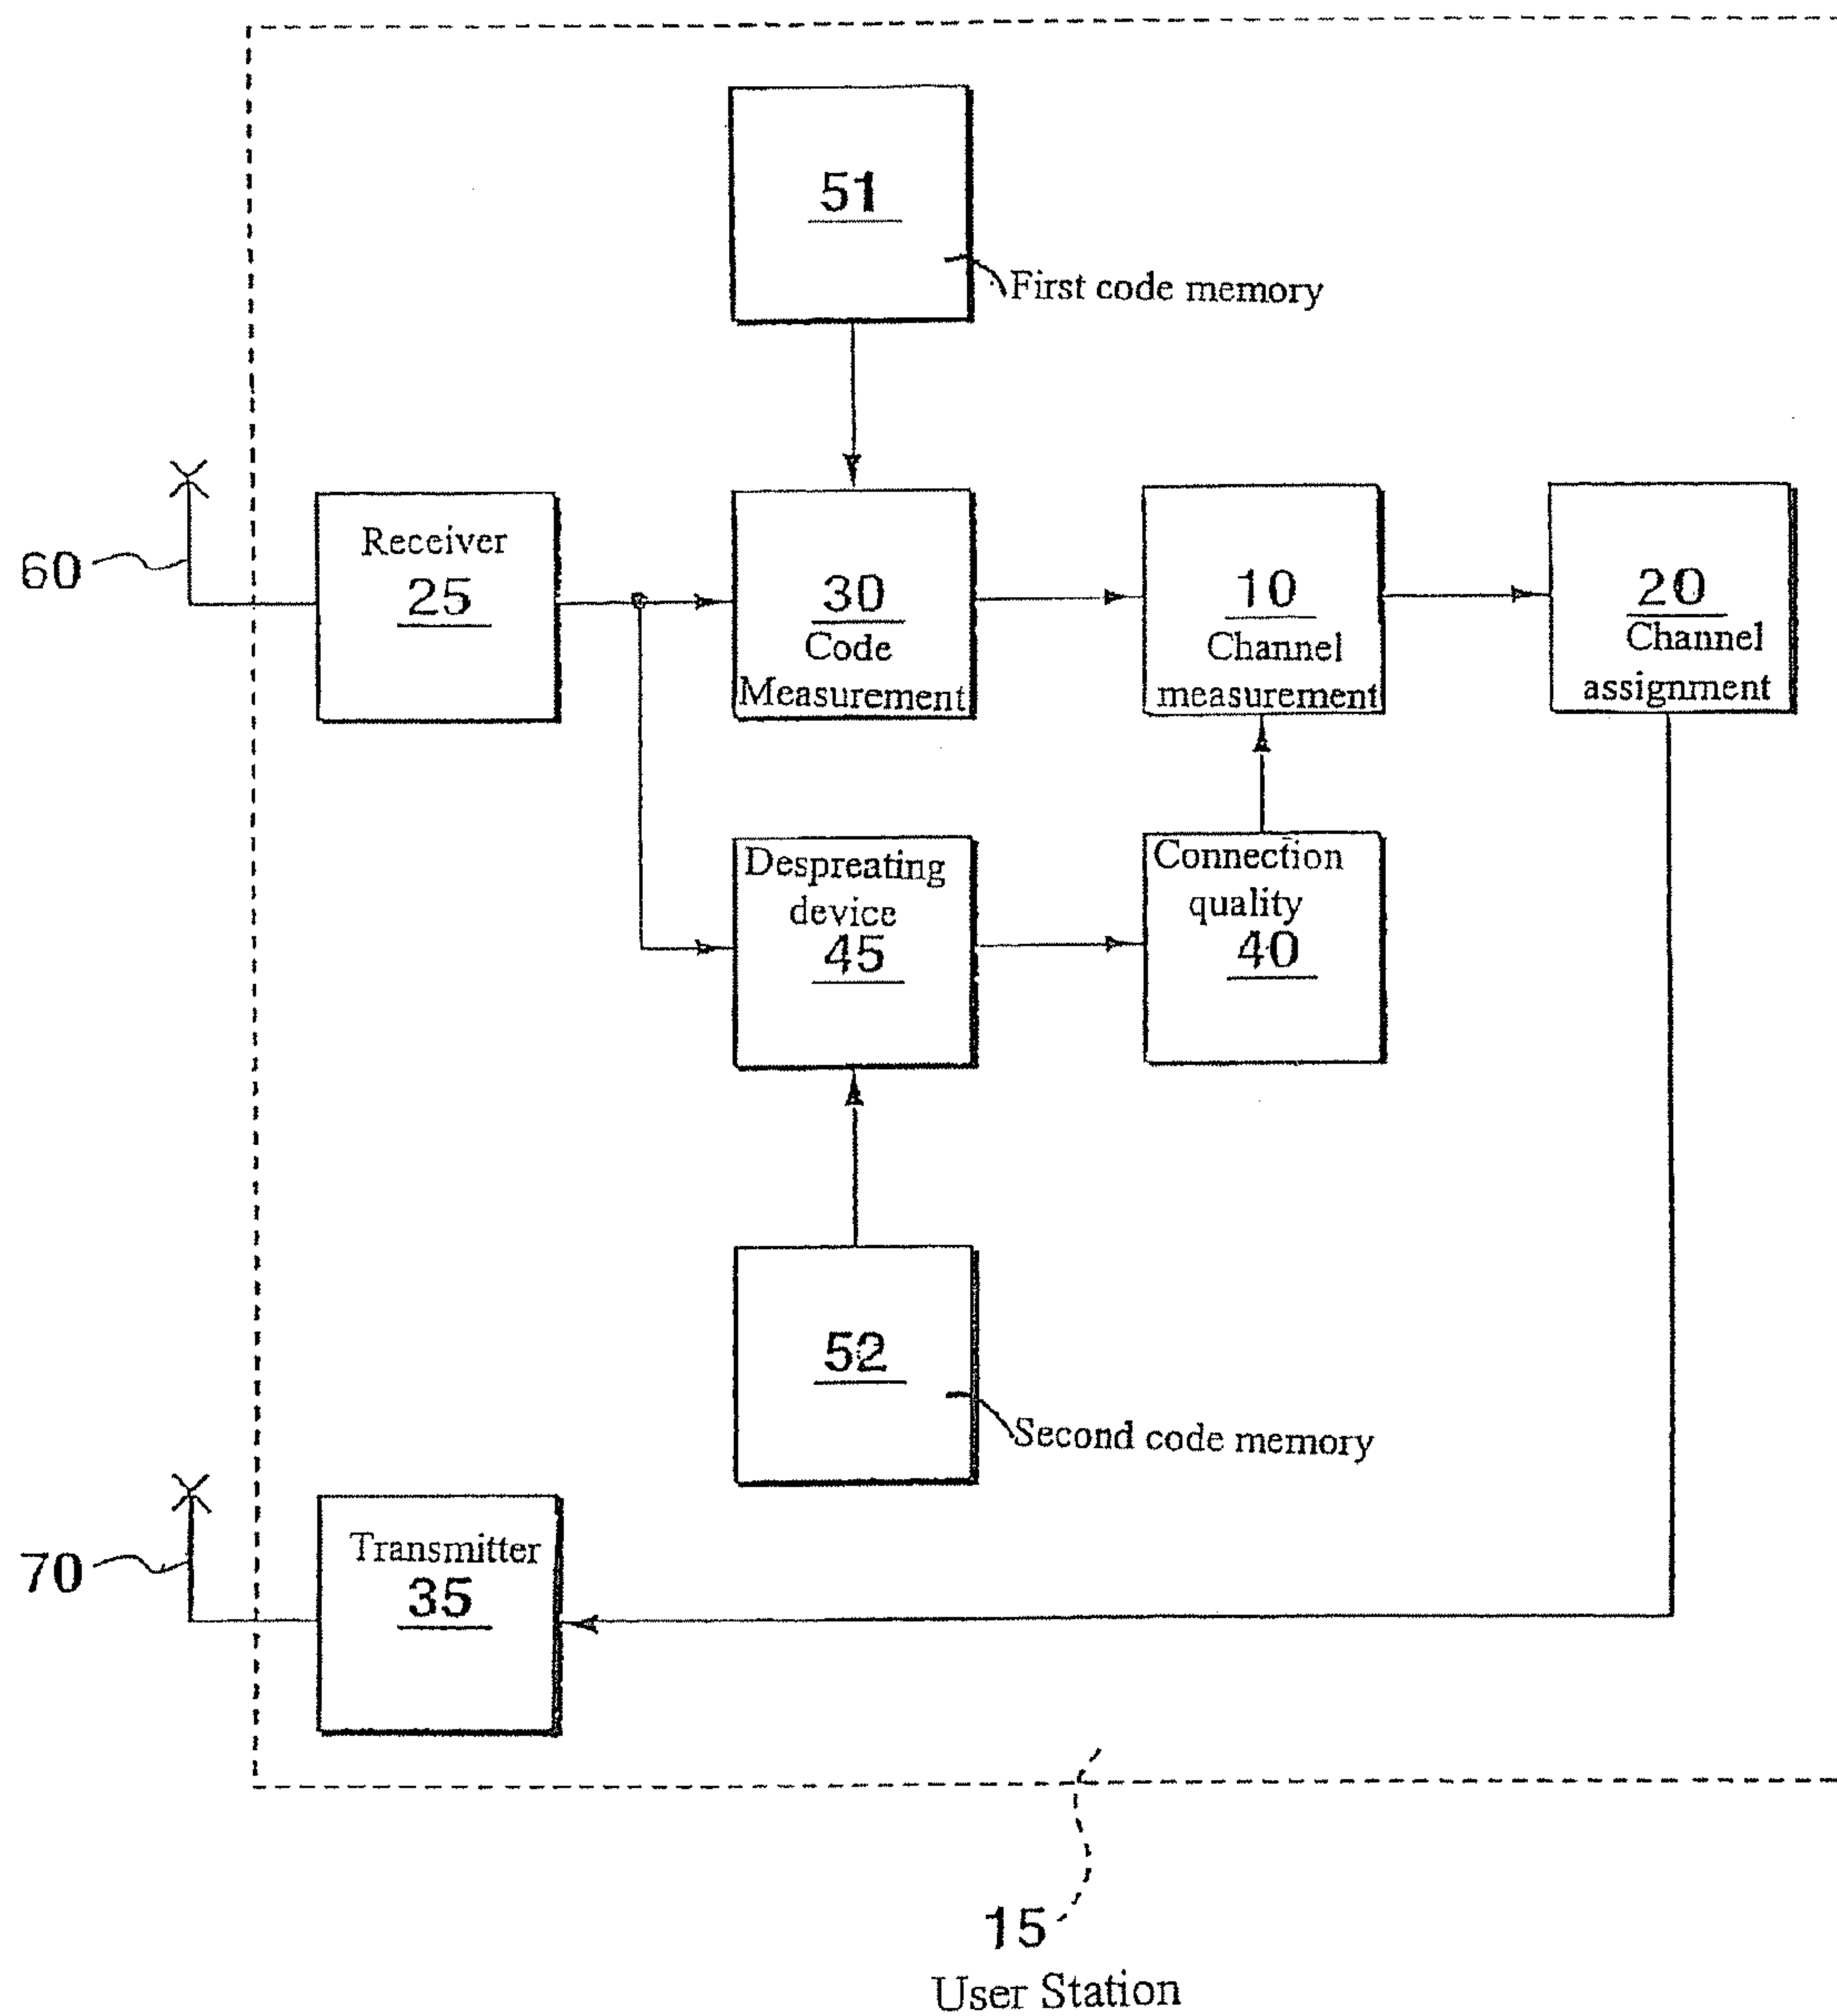 51
First code memory
60
Receiver
25
30
Code
Measurement
10
Channel
measurement
20
Channel
assignment
Despreating
device
45
Connection
quality
40
52
Second code memory
70
Transmitter
35
15
User Station